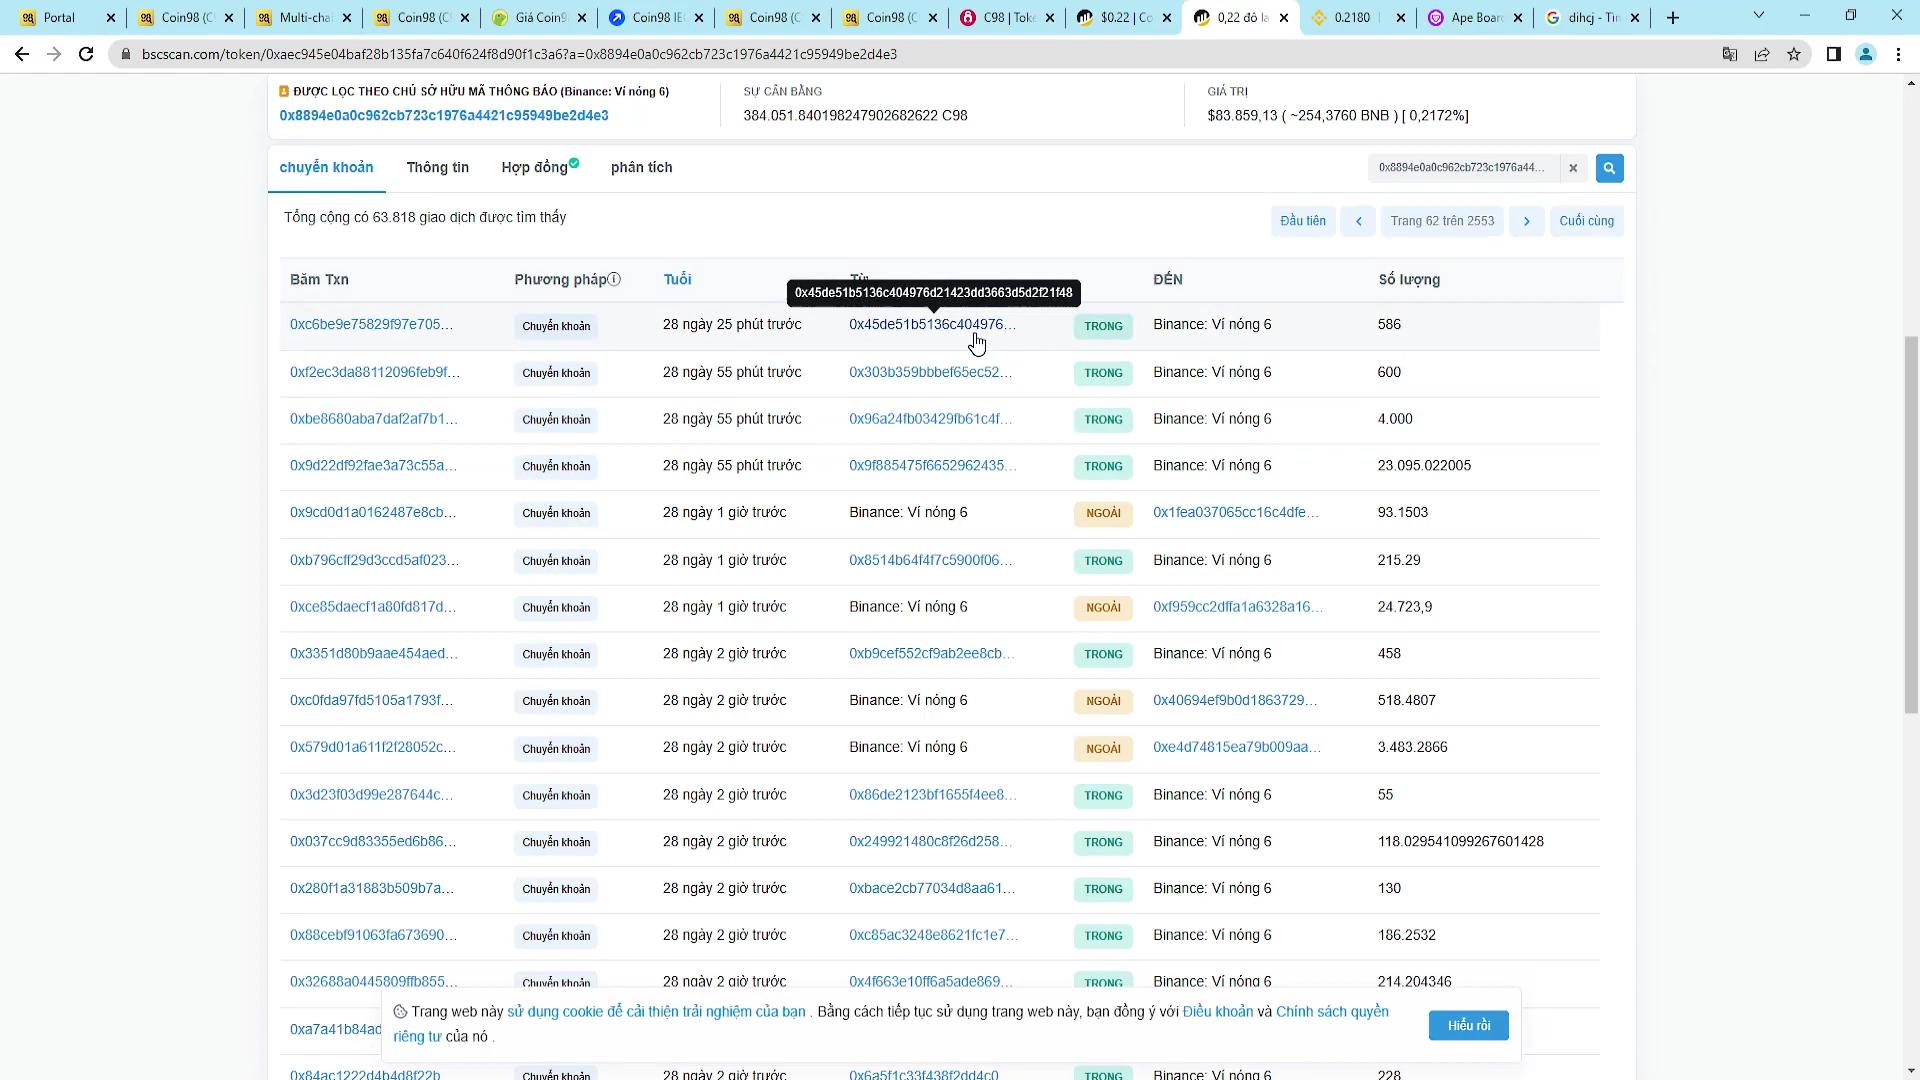 Portal
Coin98 (C
Multi-chai
Coin98 (C
Giá Coin9
Coin98 IE
Coin98 (C
Coin98 (C
C98 | Toke
$0.22 | Co
0,22 đô la
0.2180
Ape Board
dihcj - Tìn
bscscan.com/token/0xaec945e04baf28b135fa7c640f624f8d90f1c3a6?a=0x8894e0a0c962cb723c1976a4421c95949be2d4e3
ĐƯỢC LỌC THEO CHỦ SỞ HỮU MÃ THÔNG BÁO (Binance: Ví nóng 6)
0x8894e0a0c962cb723c1976a4421c95949be2d4e3
SỰ CÂN BẰNG
384.051.840198247902682622 C98
GIÁ TRỊ
$83.859,13 ( ~254,3760 BNB ) [ 0,2172%]
chuyển khoản Thông tin Hợp đồng phân tích
0x8894e0a0c962cb723c1976a44...
Tổng cộng có 63.818 giao dịch được tìm thấy
Đầu tiên Trang 62 trên 2553 Cuối cùng
Băm Txn Phương pháp Tuổi Từ ĐẾN Số lượng
0x45de51b5136c404976d21423dd3663d5d2f21f48
0xc6be9e75829f97e705... Chuyển khoản 28 ngày 25 phút trước 0x45de51b5136c404976... TRONG Binance: Ví nóng 6 586
0xf2ec3da88112096feb9f... Chuyển khoản 28 ngày 55 phút trước 0x303b359bbbef65ec52... TRONG Binance: Ví nóng 6 600
0xbe8680aba7daf2af7b1... Chuyển khoản 28 ngày 55 phút trước 0x96a24fb03429fb61c4f... TRONG Binance: Ví nóng 6 4.000
0x9d22df92fae3a73c55a... Chuyển khoản 28 ngày 55 phút trước 0x9f885475f6652962435... TRONG Binance: Ví nóng 6 23.095.022005
0x9cd0d1a0162487e8cb... Chuyển khoản 28 ngày 1 giờ trước Binance: Ví nóng 6 NGOÀI 0x1fea037065cc16c4dfe... 93.1503
0xb796cff29d3ccd5af023... Chuyển khoản 28 ngày 1 giờ trước 0x8514b64f4f7c5900f06... TRONG Binance: Ví nóng 6 215.29
0xce85daecf1a80fd817d... Chuyển khoản 28 ngày 1 giờ trước Binance: Ví nóng 6 NGOÀI 0xf959cc2dffa1a6328a16... 24.723,9
0x3351d80b9aae454aed... Chuyển khoản 28 ngày 2 giờ trước 0xb9cef552cf9ab2ee8cb... TRONG Binance: Ví nóng 6 458
0xc0fda97fd5105a1793f... Chuyển khoản 28 ngày 2 giờ trước Binance: Ví nóng 6 NGOÀI 0x40694ef9b0d1863729... 518.4807
0x579d01a611f2f28052c... Chuyển khoản 28 ngày 2 giờ trước Binance: Ví nóng 6 NGOÀI 0xe4d74815ea79b009aa... 3.483.2866
0x3d23f03d99e287644c... Chuyển khoản 28 ngày 2 giờ trước 0x86de2123bf1655f4ee8... TRONG Binance: Ví nóng 6 55
0x037cc9d83355ed6b86... Chuyển khoản 28 ngày 2 giờ trước 0x249921480c8f26d258... TRONG Binance: Ví nóng 6 118.029541099267601428
0x280f1a31883b509b7a... Chuyển khoản 28 ngày 2 giờ trước 0xbace2cb77034d8aa61... TRONG Binance: Ví nóng 6 130
0x88cebf91063fa673690... Chuyển khoản 28 ngày 2 giờ trước 0xc85ac3248e8621fc1e7... TRONG Binance: Ví nóng 6 186.2532
0x32688a0445809ffb855... Chuyển khoản 28 ngày 2 giờ trước 0x4f663e10ff6a5ade869... TRONG Binance: Ví nóng 6 214.204346
0xa7a41b84ad
Trang web này sử dụng cookie để cải thiện trải nghiệm của bạn . Bằng cách tiếp tục sử dụng trang web này, bạn đồng ý với Điều khoản và Chính sách quyền
riêng tư của nó .
Hiểu rồi
0x84ac1222d4b4d8f22b Chuyển khoản 28 ngày 2 giờ trước 0x6a5f1c33f438f2dd4c0 TRONG Binance: Ví nóng 6 228